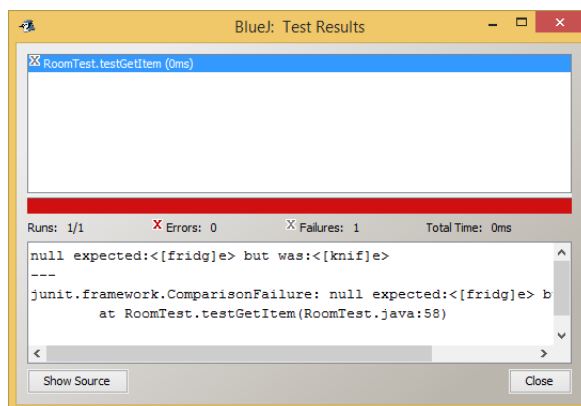 BlueJ: Test Results
RoomTest.testGetItem (0ms)
Runs: 1/1 X Errors: 0 X Failures: 1 Total Time: 0ms
null expected:<[fridg]e> but was:<[knif]e>
---
junit.framework.ComparisonFailure: null expected:<[fridg]e> b
at RoomTest.testGetItem(RoomTest.java:58)
Show Source Close